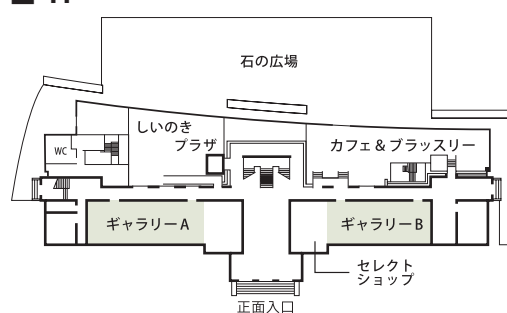 石の広場
しいのき
プラザ
カフェ＆ブラッスリー
WC
ギャラリーA
ギャラリーB
セレクト
ショップ
正面入口